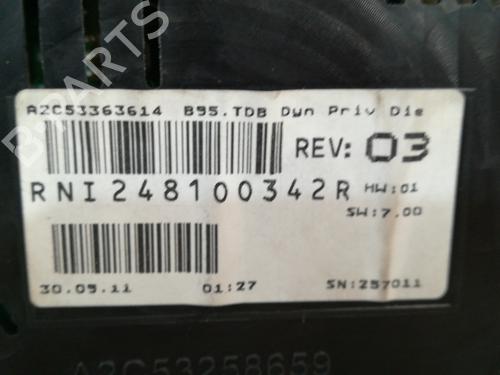 A2C53363614 B95.TDB Dyn Priv Die
REV: 03
RNI248100342R HW:01
SW:7.00
30.09.11 01:27 SN:257011
A2C53258659
B-PARTS